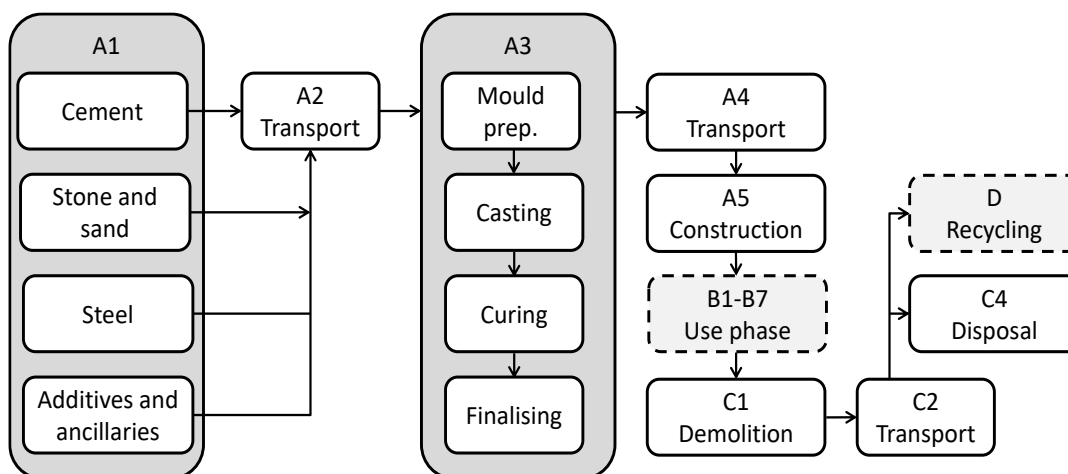 A1
Cement
Stone and
sand
Steel
Additives and
ancillaries
A2
Transport
A3
Mould
prep.
Casting
Curing
Finalising
A4
Transport
A5
Construction
B1-B7
Use phase
C1
Demolition
C2
Transport
D
Recycling
C4
Disposal